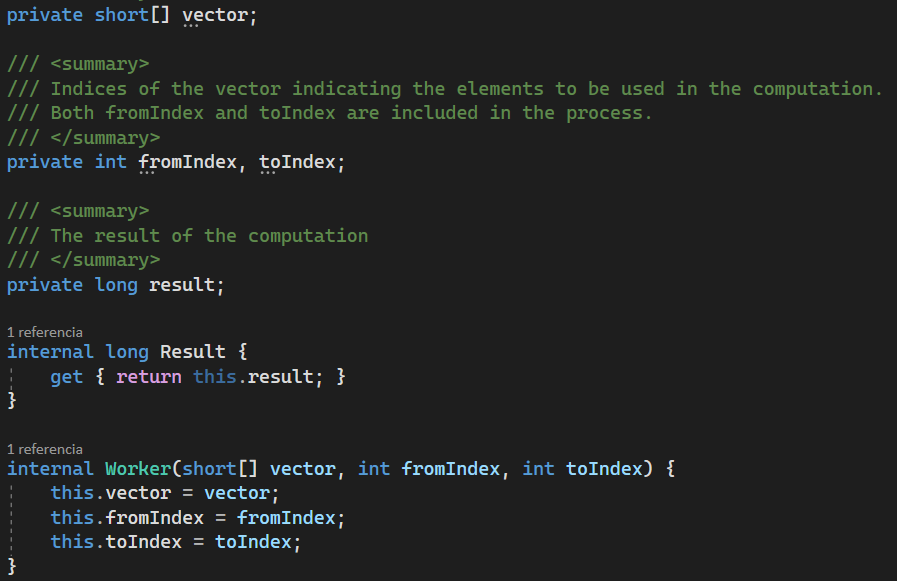 private short[] vector;
/// <summary>
/// Indices of the vector indicating the elements to be used in the computation.
/// Both fromIndex and toIndex are included in the process.
/// </summary>
private int fromIndex, toIndex;
/// <summary>
/// The result of the computation
/// </summary>
private long result;
1 referencia
internal long Result {
get { return this.result; }
}
1 referencia
internal Worker(short[] vector, int fromIndex, int toIndex) {
this.vector = vector;
this.fromIndex = fromIndex;
this.toIndex = toIndex;
}